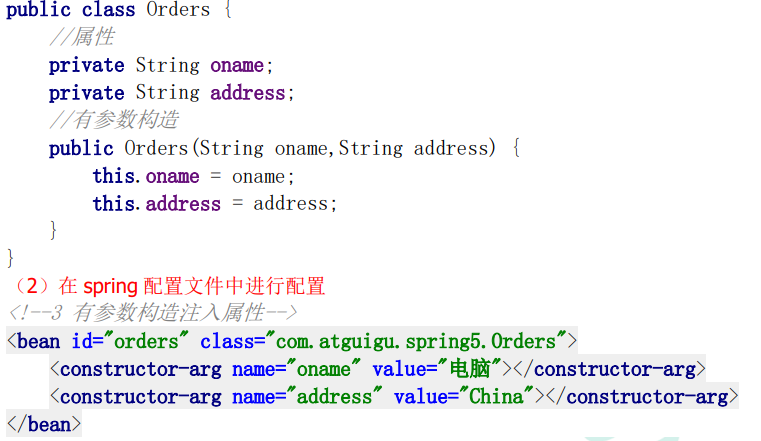 public class Orders {
//属性
private String oname;
private String address;
//有参数构造
public Orders(String oname,String address) {
this.oname = oname;
this.address = address;
}
}
（2）在 spring 配置文件中进行配置
<!--3 有参数构造注入属性-->
<bean id="orders" class="com.atguigu.spring5.Orders">
<constructor-arg name="oname" value="电脑"></constructor-arg>
<constructor-arg name="address" value="China"></constructor-arg>
</bean>